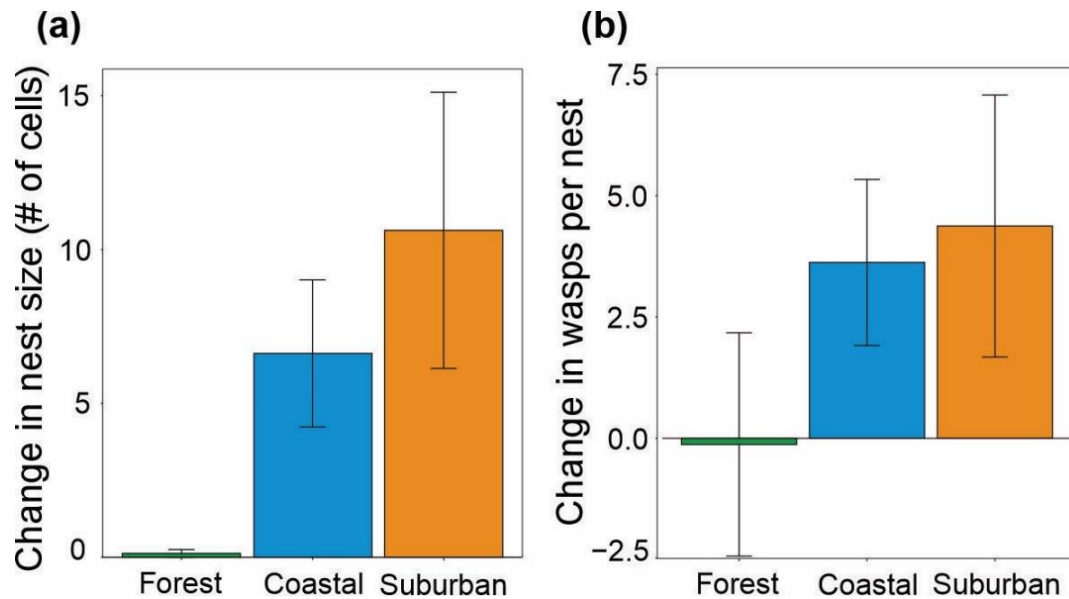 (a)
Change in nest size (# of cells)
15
10
5
0
Forest Coastal Suburban
(b)
Change in wasps per nest
7.5
5.0
2.5
0.0
−2.5
Forest Coastal Suburban